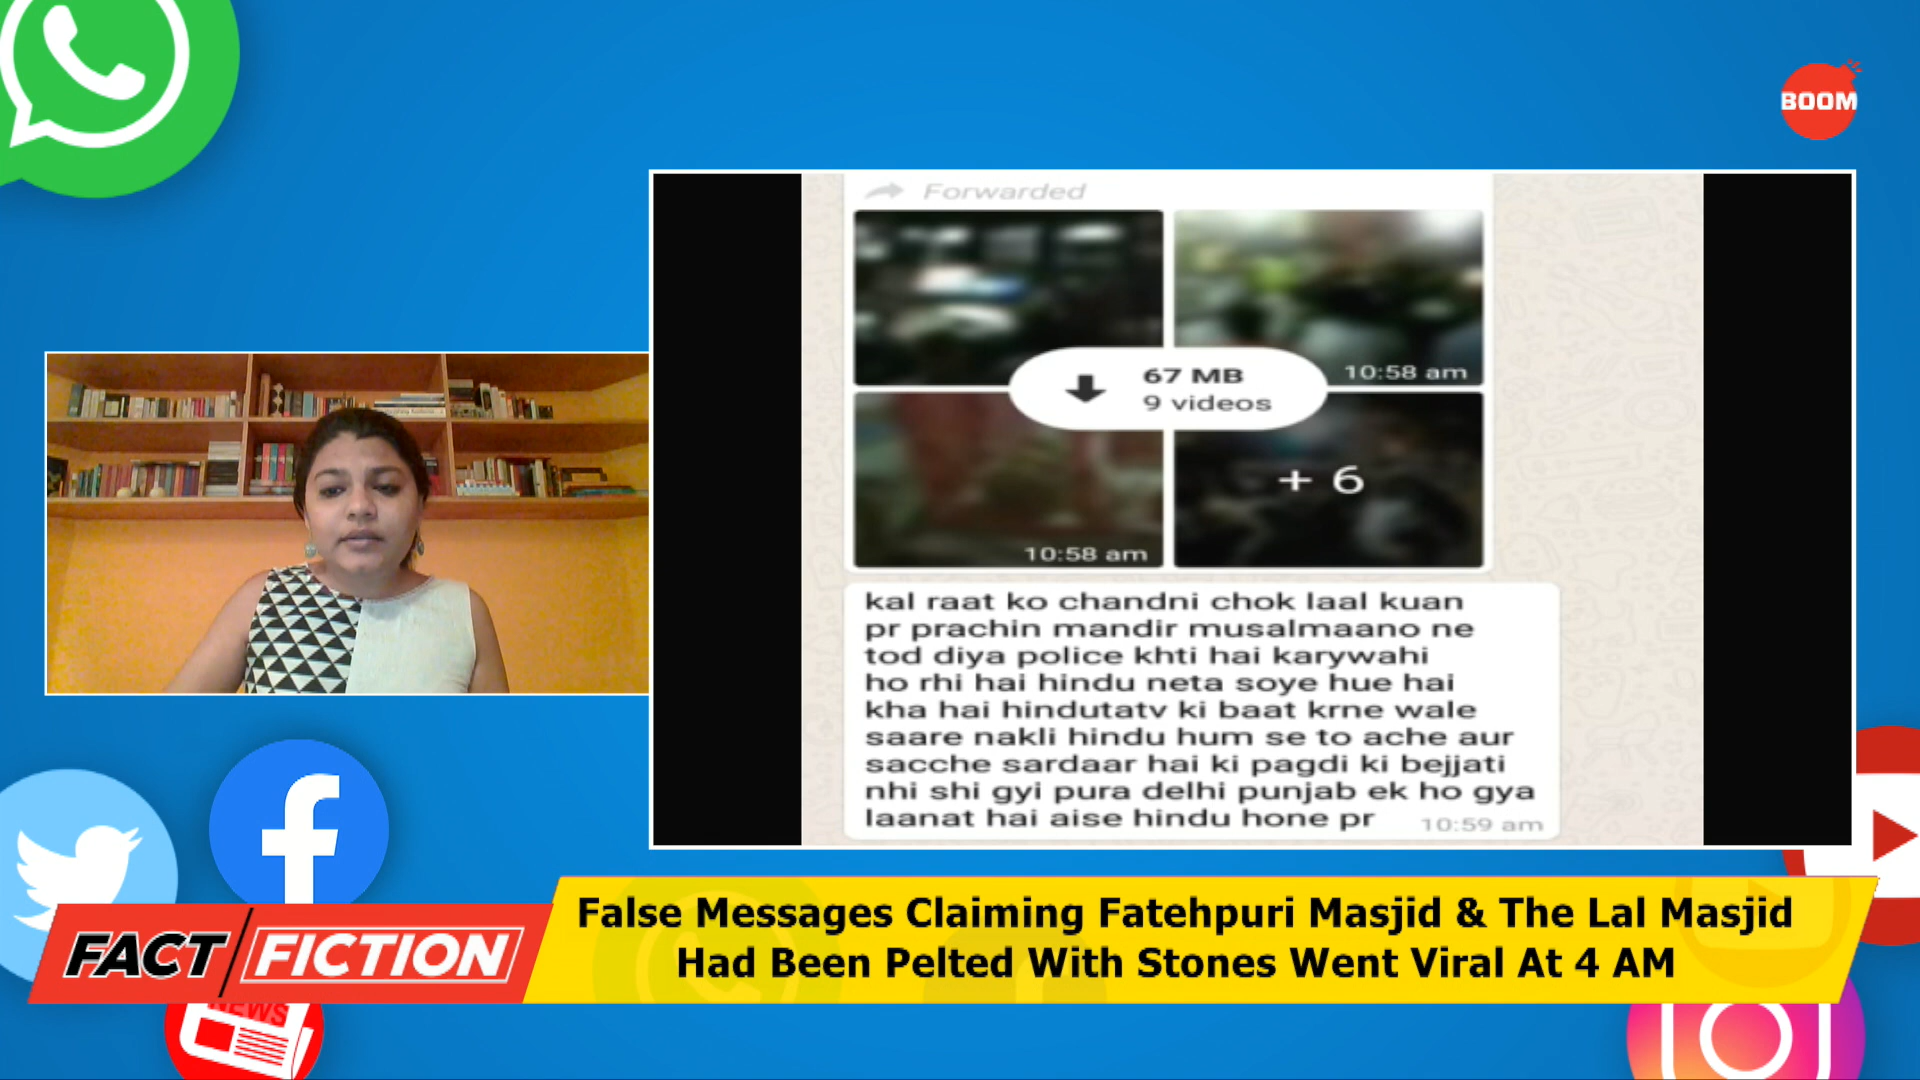 BOOM
Forwarded
67 MB
9 videos
10:58 am
10:58 am
+ 6
kal raat ko chandni chok laal kuan
pr prachin mandir musalmaano ne
tod diya police khti hai karywahi
ho rhi hai hindu neta soye hue hai
kha hai hindutatv ki baat krne wale
saare nakli hindu hum se to ache aur
sacche sardaar hai ki pagdi ki bejjati
nhi shi gyi pura delhi punjab ek ho gya
laanat hai aise hindu hone pr
10:59 am
False Messages Claiming Fatehpuri Masjid & The Lal Masjid
Had Been Pelted With Stones Went Viral At 4 AM
FACT FICTION
NEWS